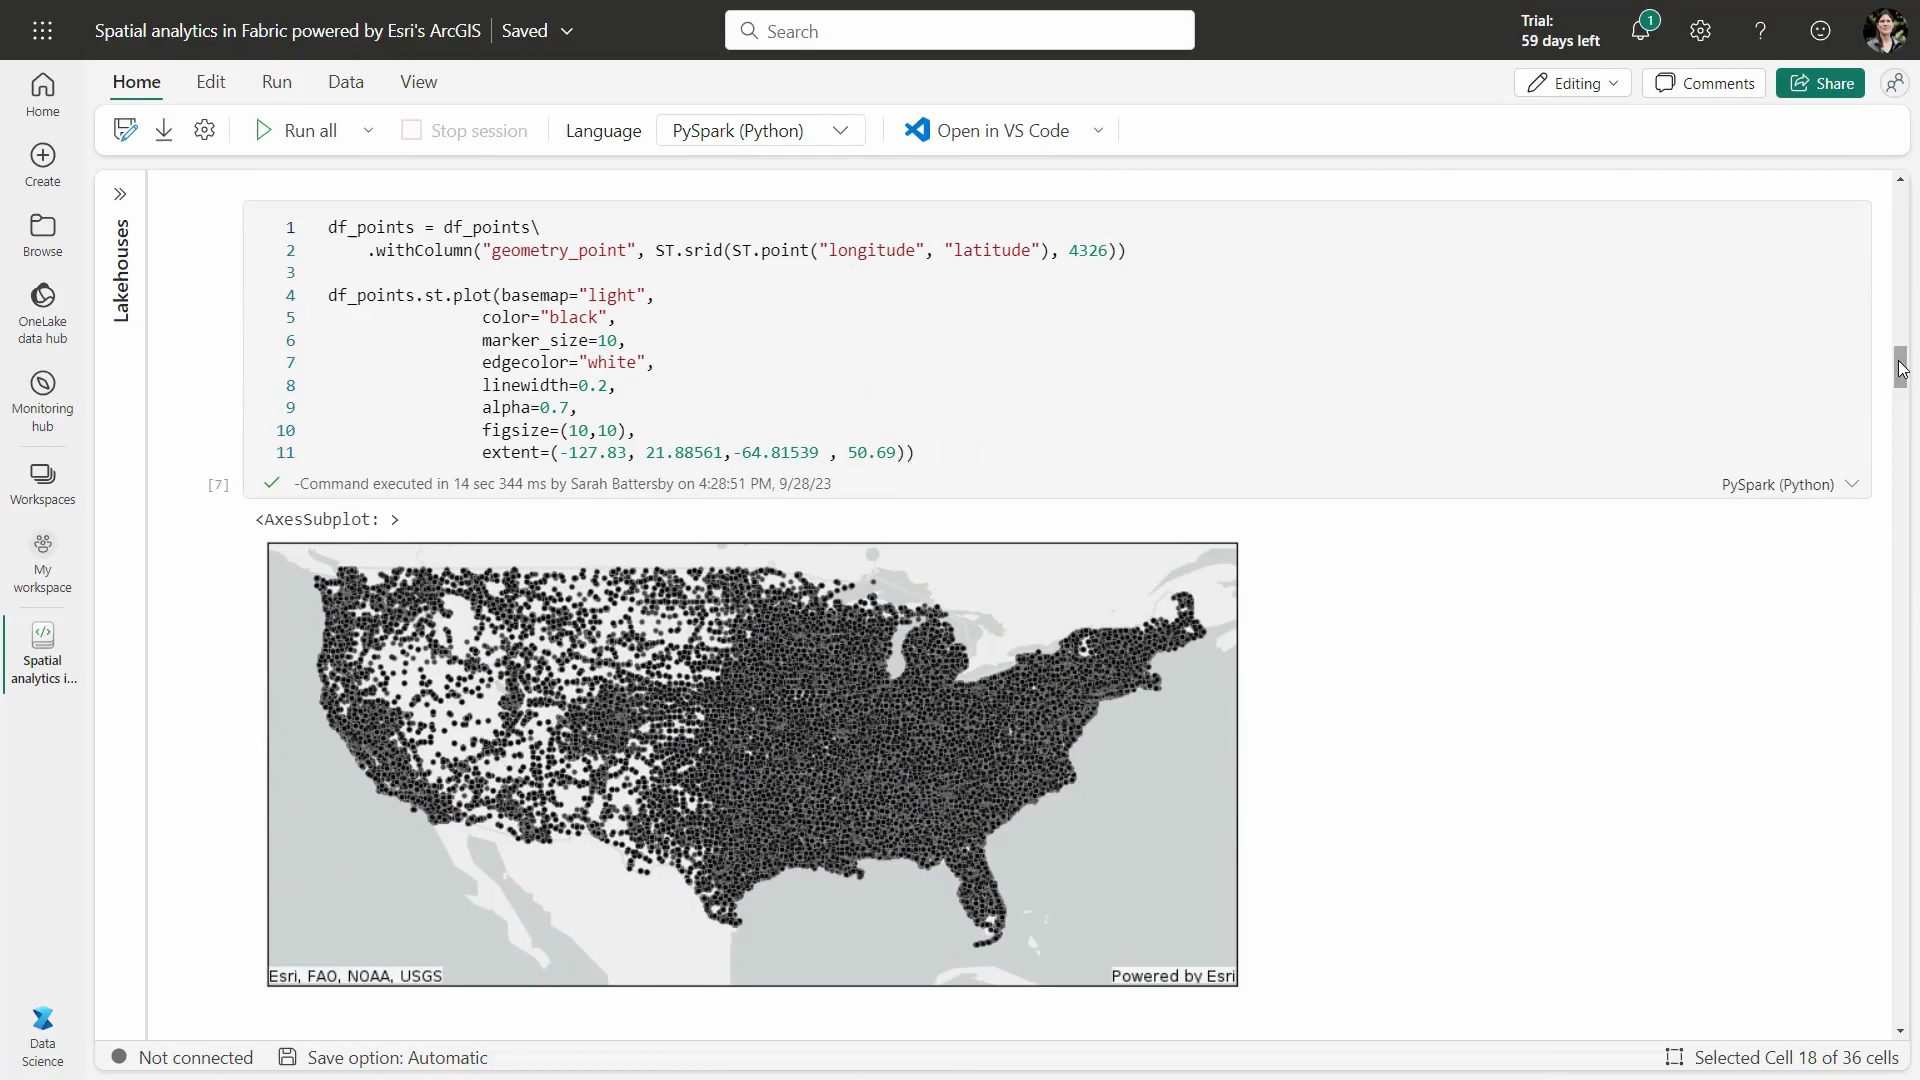 Spatial analytics in Fabric powered by Esri's ArcGIS
Saved
Search
Trial:
59 days left
1
Home
Edit
Run
Data
View
Editing
Comments
Share
Run all
Stop session
Language
PySpark (Python)
Open in VS Code
Home
Create
Browse
OneLake
data hub
Monitoring
hub
Workspaces
My
workspace
Spatial
analytics i...
Data
Science
Lakehouses
1 df_points = df_points\
2 .withColumn("geometry_point", ST.srid(ST.point("longitude", "latitude"), 4326))
3
4 df_points.st.plot(basemap="light",
5 color="black",
6 marker_size=10,
7 edgecolor="white",
8 linewidth=0.2,
9 alpha=0.7,
10 figsize=(10,10),
11 extent=(-127.83, 21.88561,-64.81539 , 50.69))
[7]
-Command executed in 14 sec 344 ms by Sarah Battersby on 4:28:51 PM, 9/28/23
PySpark (Python)
<AxesSubplot: >
Esri, FAO, NOAA, USGS
Powered by Esri
Not connected
Save option: Automatic
Selected Cell 18 of 36 cells